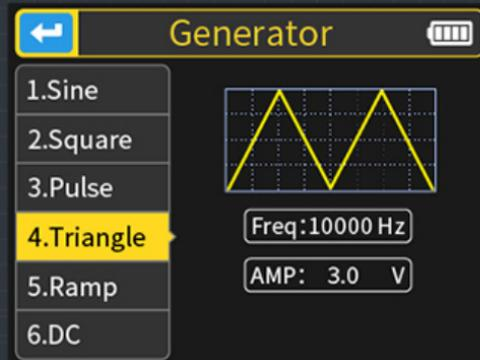 Generator
1.Sine
2.Square
3.Pulse
4.Triangle
5.Ramp
6.DC
Freq:10000 Hz
AMP: 3.0 V